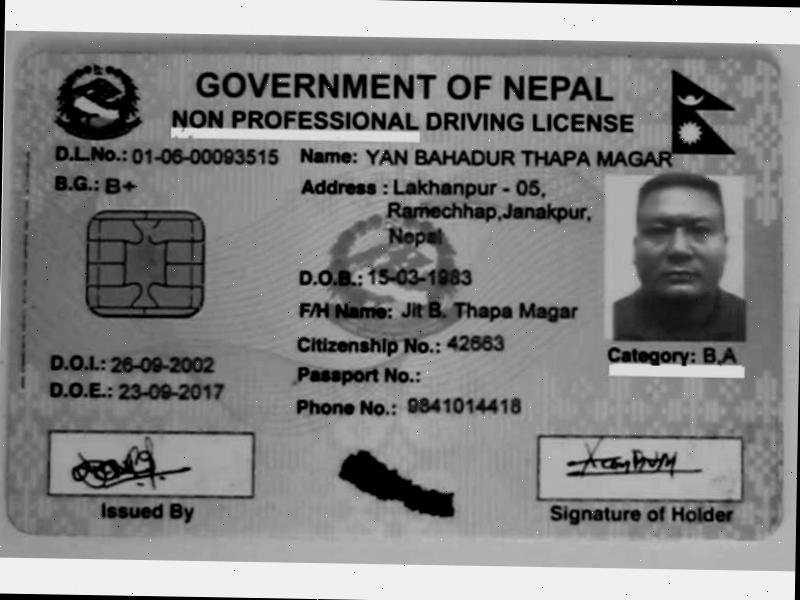 GOVERNMENT OF NEPAL
NON PROFESSIONAL DRIVING LICENSE
D.L.No.: 01-06-00093515
Name: YAN BAHADUR THAPA MAGAR
B.G.: B+
Address : Lakhanpur - 05,
Ramechhap,Janakpur,
Nepal
D.O.B.: 15-03-1983
F/H Name: Jit B. Thapa Magar
Citizenship No.: 42663
Category: B,A
D.O.I.: 26-09-2002
Passport No.:
D.O.E.: 23-09-2017
Phone No.: 9841014418
Issued By
Signature of Holder